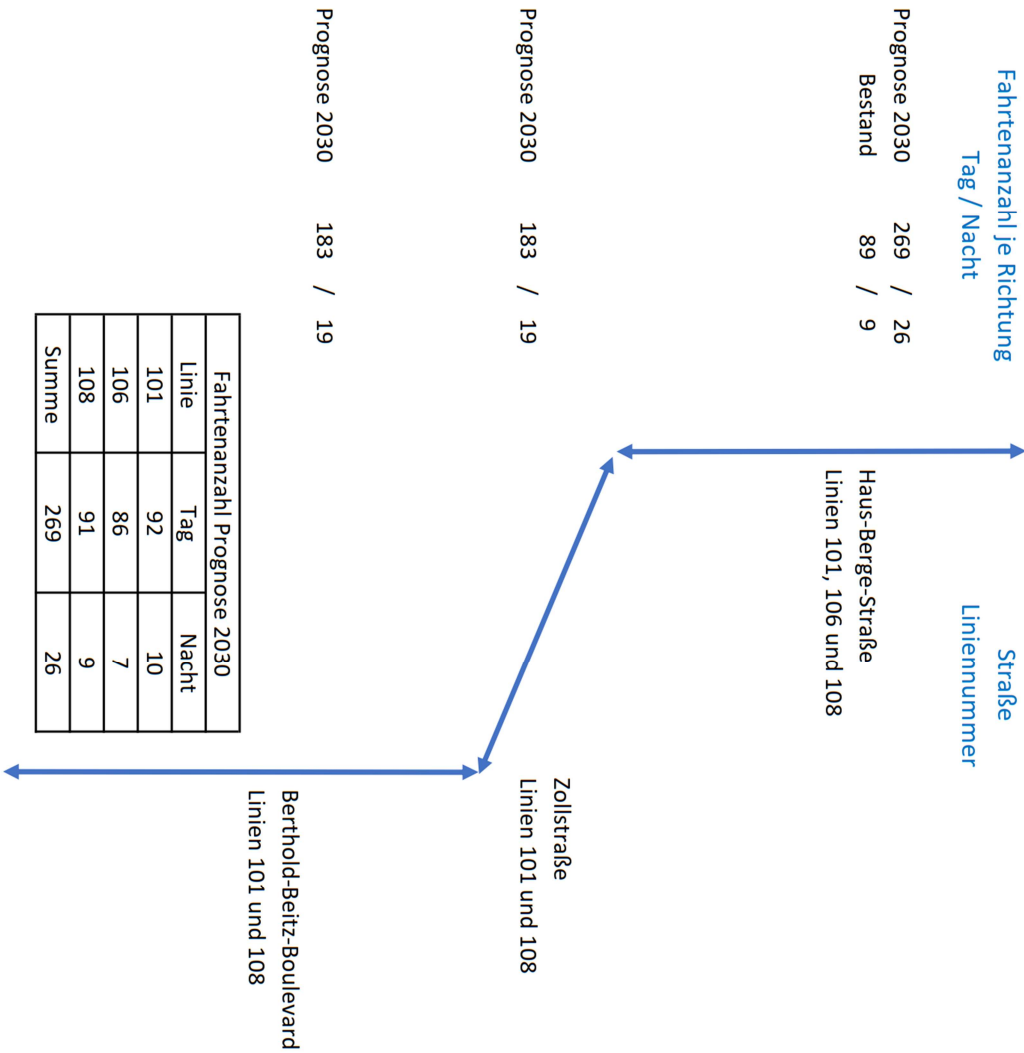 Fahrtenanzahl je Richtung
Tag / Nacht
Straße
Liniennummer
Prognose 2030 269 / 26
Bestand 89 / 9
Haus-Berge-Straße
Linien 101, 106 und 108
Prognose 2030 183 / 19
Zollstraße
Linien 101 und 108
Prognose 2030 183 / 19
Berthold-Beitz-Boulevard
Linien 101 und 108
Fahrtenanzahl Prognose 2030
Linie Tag Nacht
101 92 10
106 86 7
108 91 9
Summe 269 26